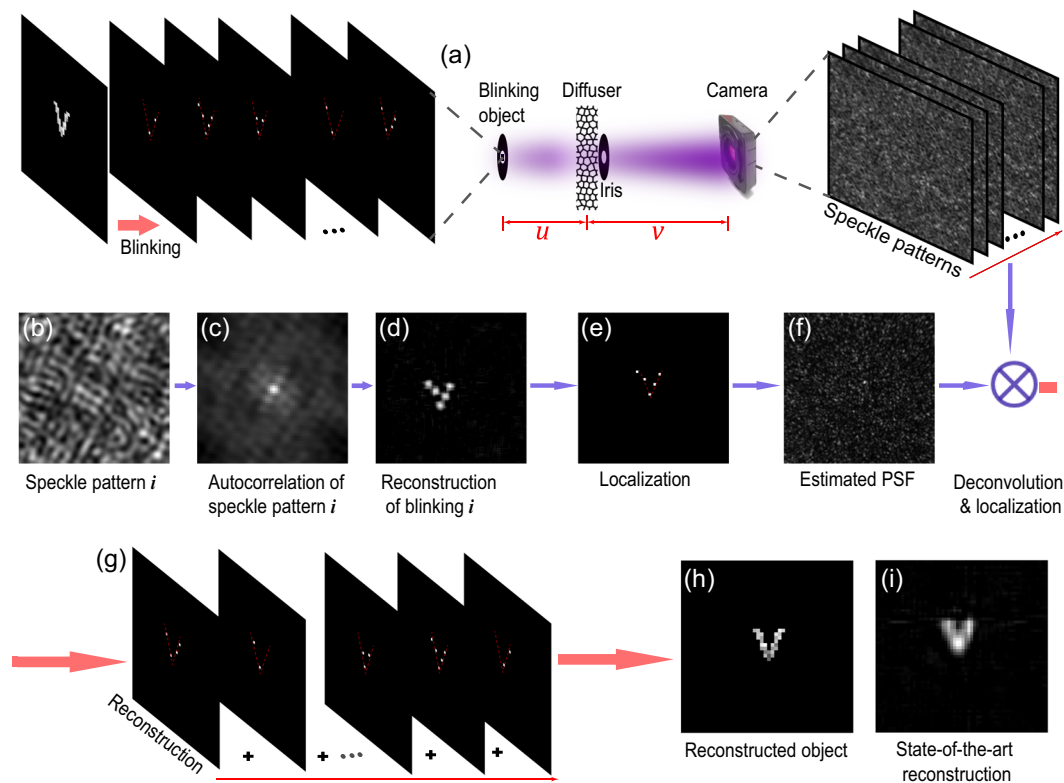 (a)
Blinking
object
Diffuser
Camera
Iris
u
v
Blinking
Speckle patterns
(b)
(c)
(d)
(e)
(f)
Speckle pattern i
Autocorrelation of
speckle pattern i
Reconstruction
of blinking i
Localization
Estimated PSF
Deconvolution
& localization
(g)
Reconstruction
+ + + +
(h)
(i)
Reconstructed object
State-of-the-art
reconstruction